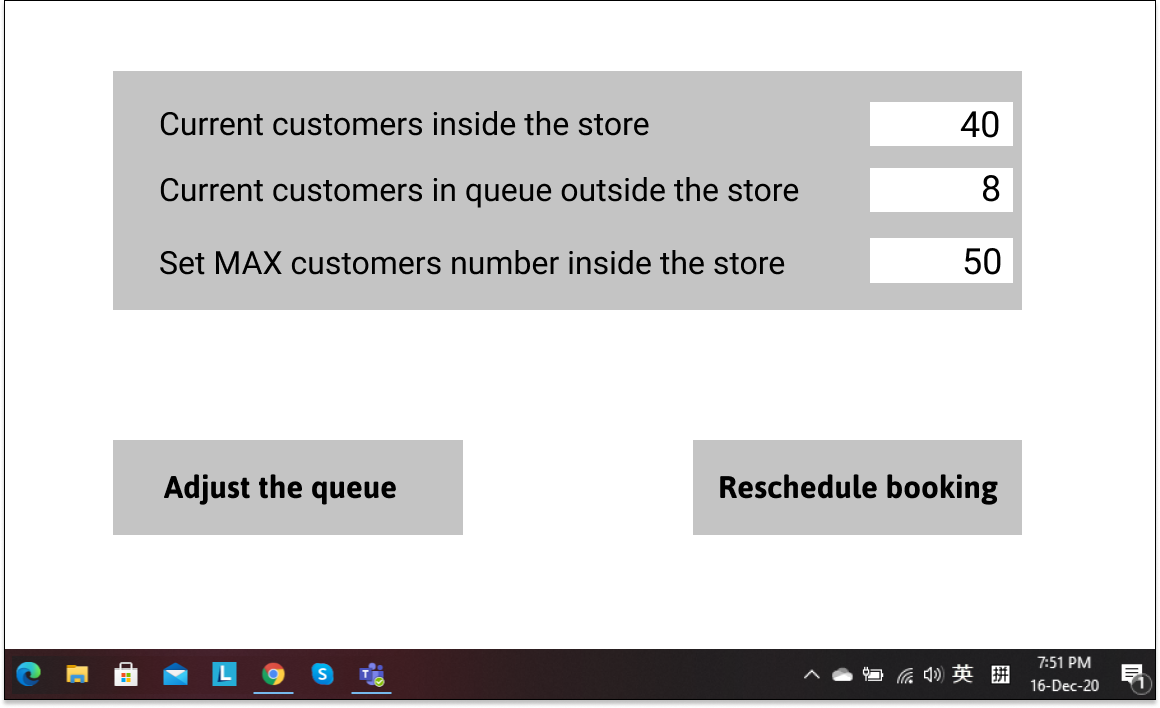 Current customers inside the store 40
Current customers in queue outside the store 8
Set MAX customers number inside the store 50
Adjust the queue Reschedule booking
L S T 英 拼 7:51 PM
16-Dec-20 1